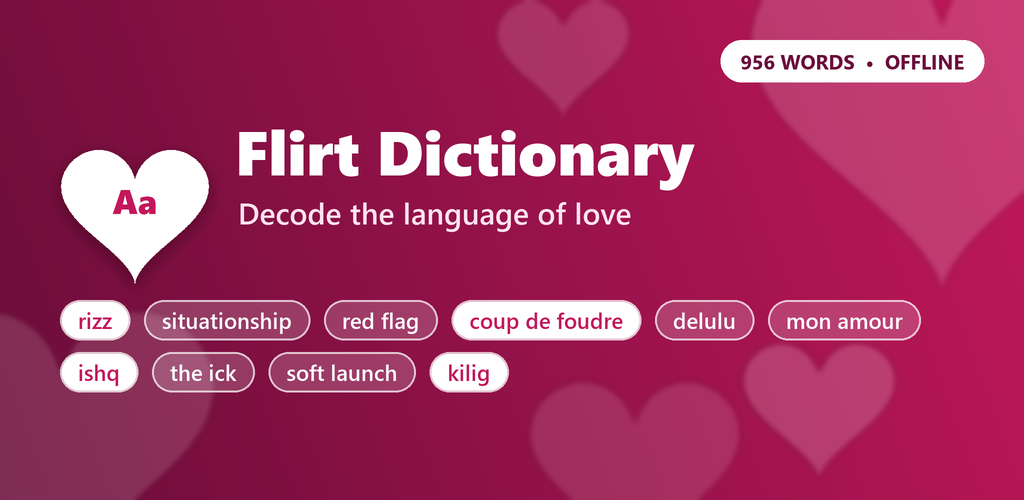 956 WORDS • OFFLINE
Flirt Dictionary
Aa
Decode the language of love
rizz situationship red flag coup de foudre delulu mon amour
ishq the ick soft launch kilig